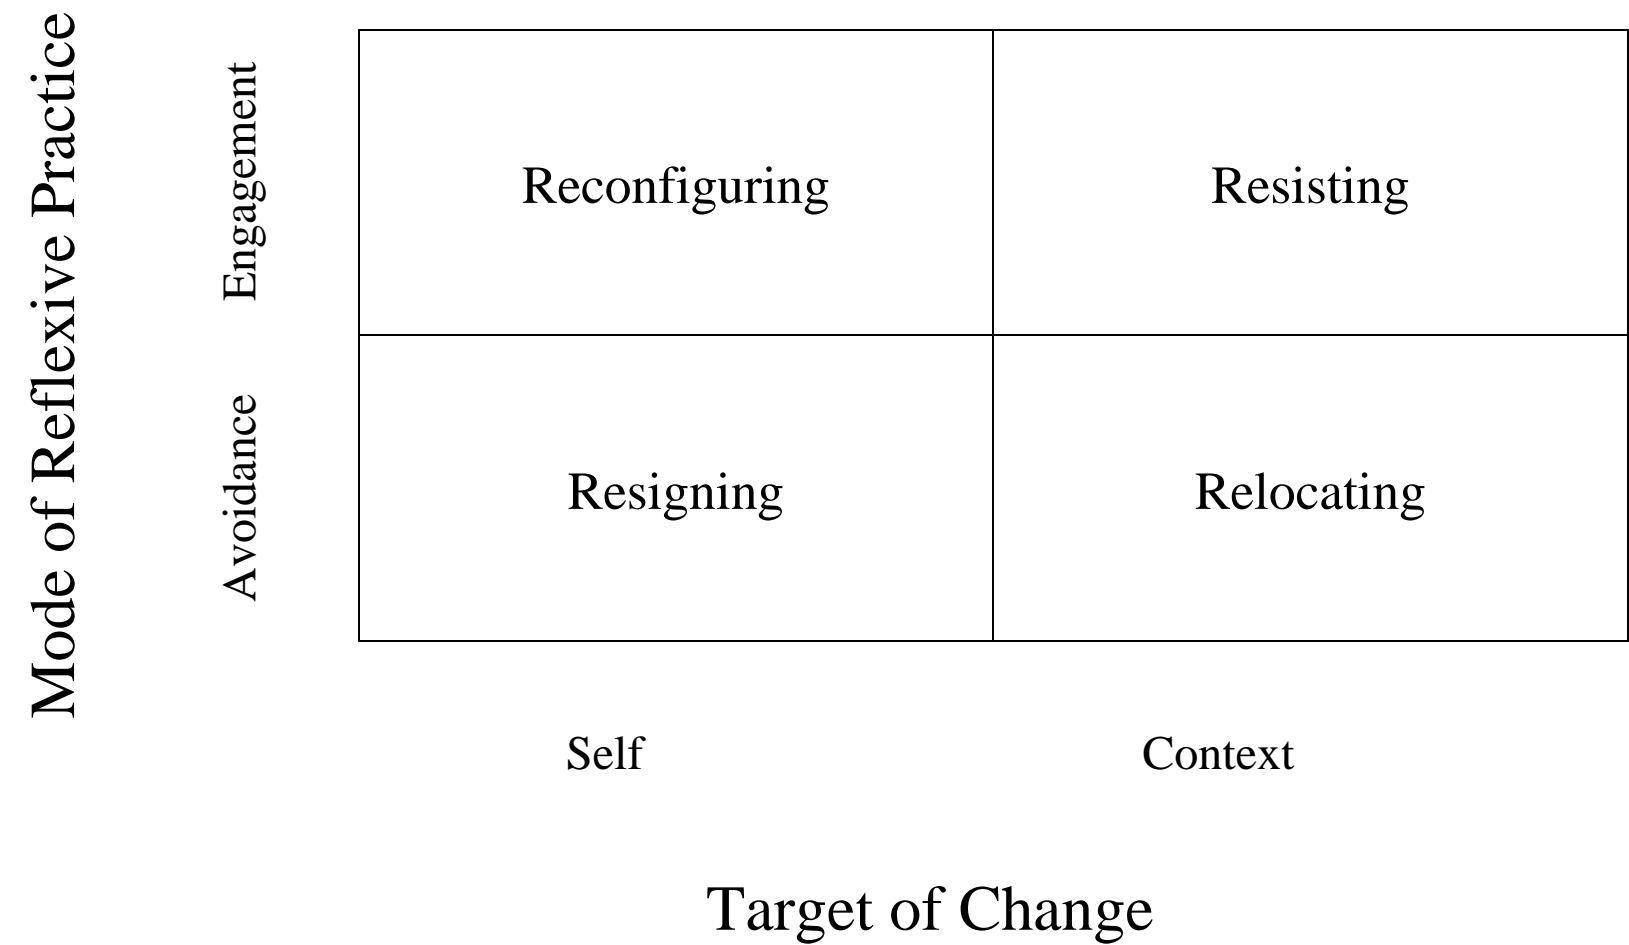 Mode of Reflexive Practice
Engagement
Reconfiguring
Resisting
Avoidance
Resigning
Relocating
Self
Context
Target of Change